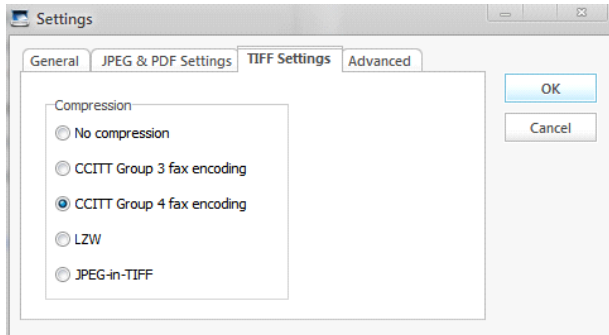 Settings
General JPEG & PDF Settings TIFF Settings Advanced
OK
Cancel
Compression
No compression
CCITT Group 3 fax encoding
CCITT Group 4 fax encoding
LZW
JPEG-in-TIFF